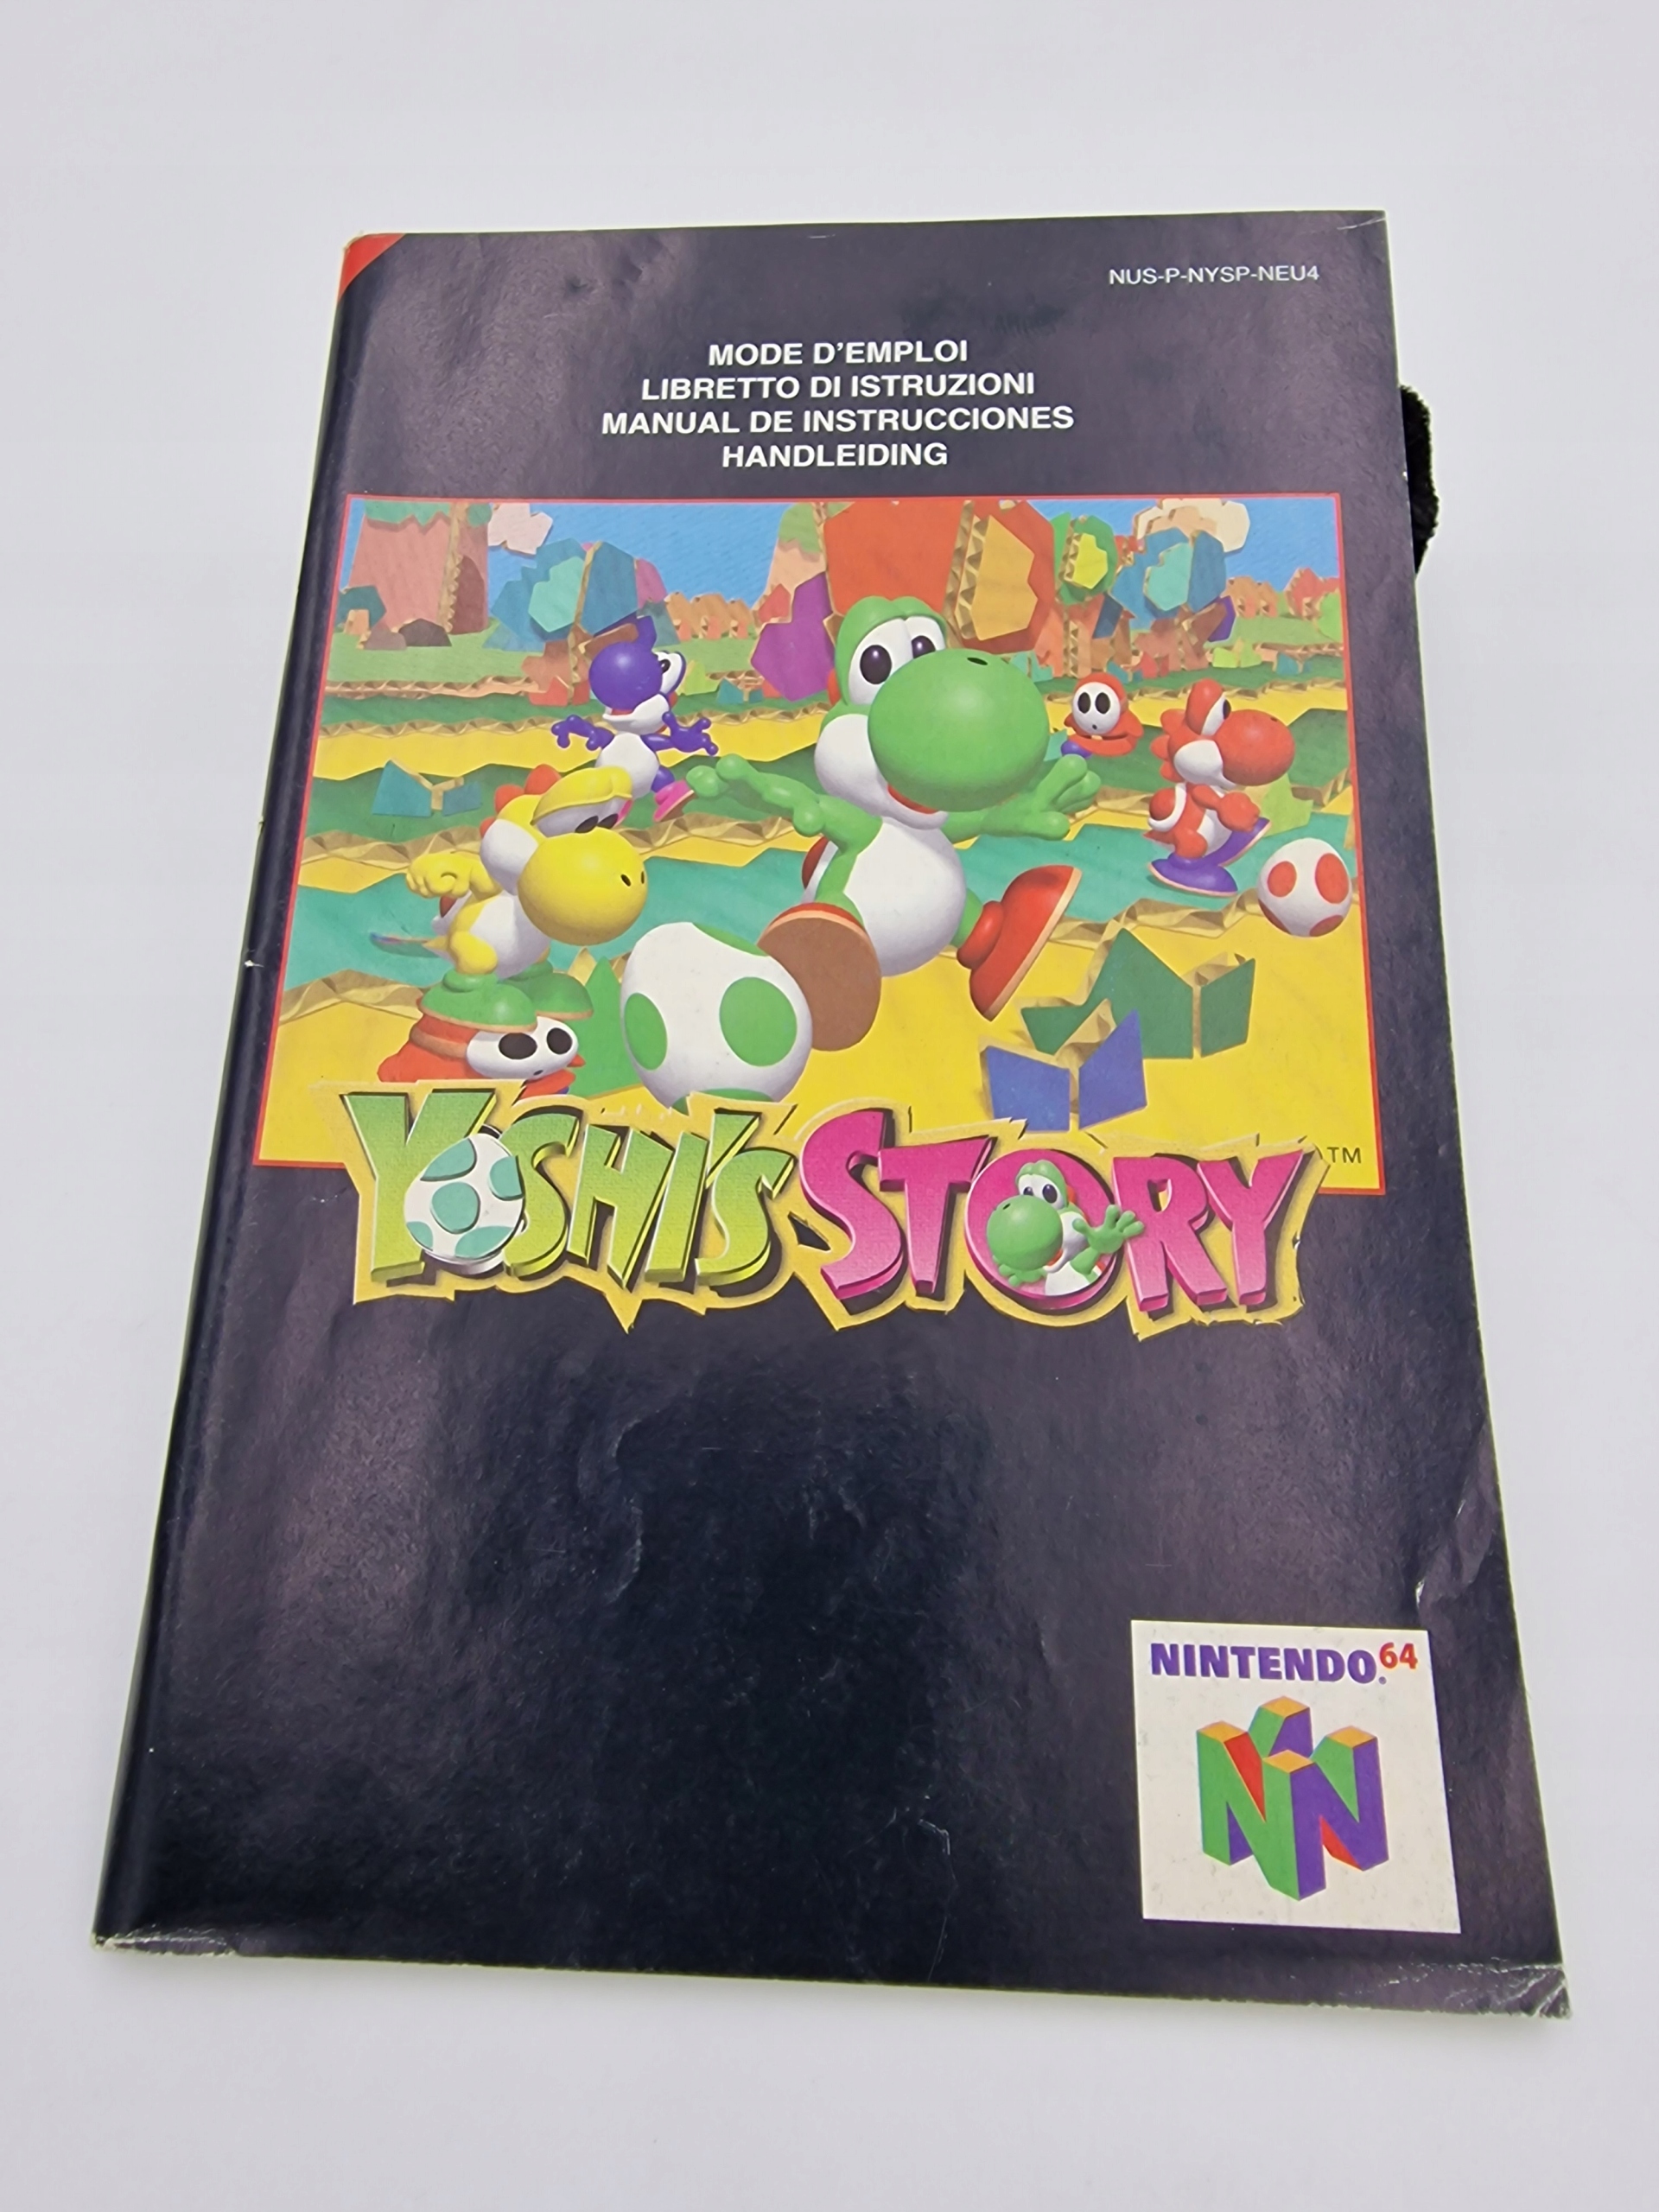 NUS-P-NYSP-NEU4
MODE D'EMPLOI
LIBRETTO DI ISTRUZIONI
MANUAL DE INSTRUCCIONES
HANDLEIDING
YOSHI'S STORY TM
NINTENDO 64